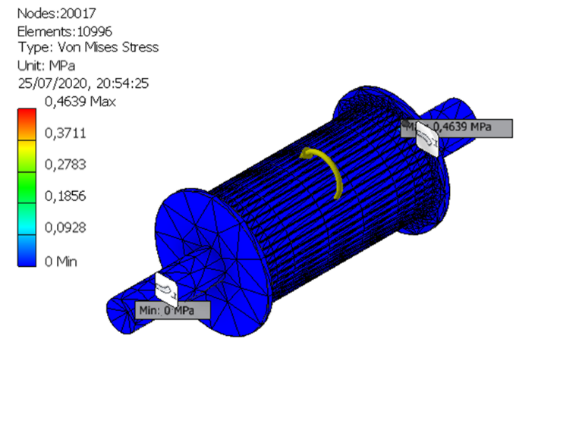 Nodes:20017
Elements:10996
Type: Von Mises Stress
Unit: MPa
25/07/2020, 20:54:25
0,4639 Max
0,3711
0,2783
0,1856
0,0928
0 Min
0,4639 MPa
Min: 0 MPa